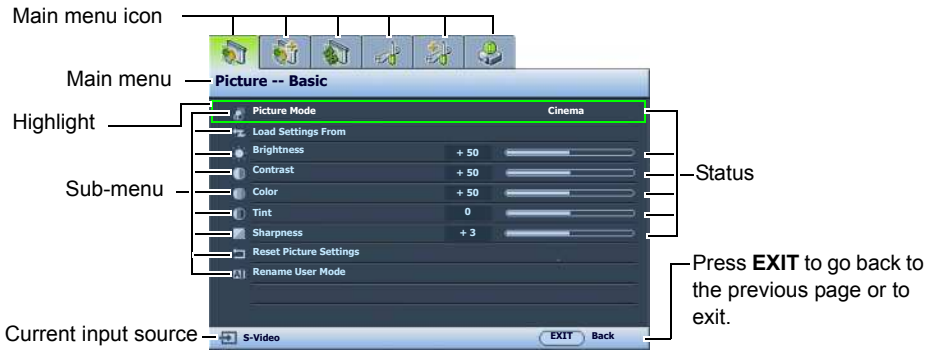 Main menu icon
Main menu
Picture -- Basic
Highlight
Picture Mode Cinema
Load Settings From
Brightness + 50
Contrast + 50
Status
Sub-menu
Color + 50
Tint 0
Sharpness + 3
Reset Picture Settings
Rename User Mode
Press EXIT to go back to
the previous page or to
exit.
Current input source
S-Video
EXIT Back